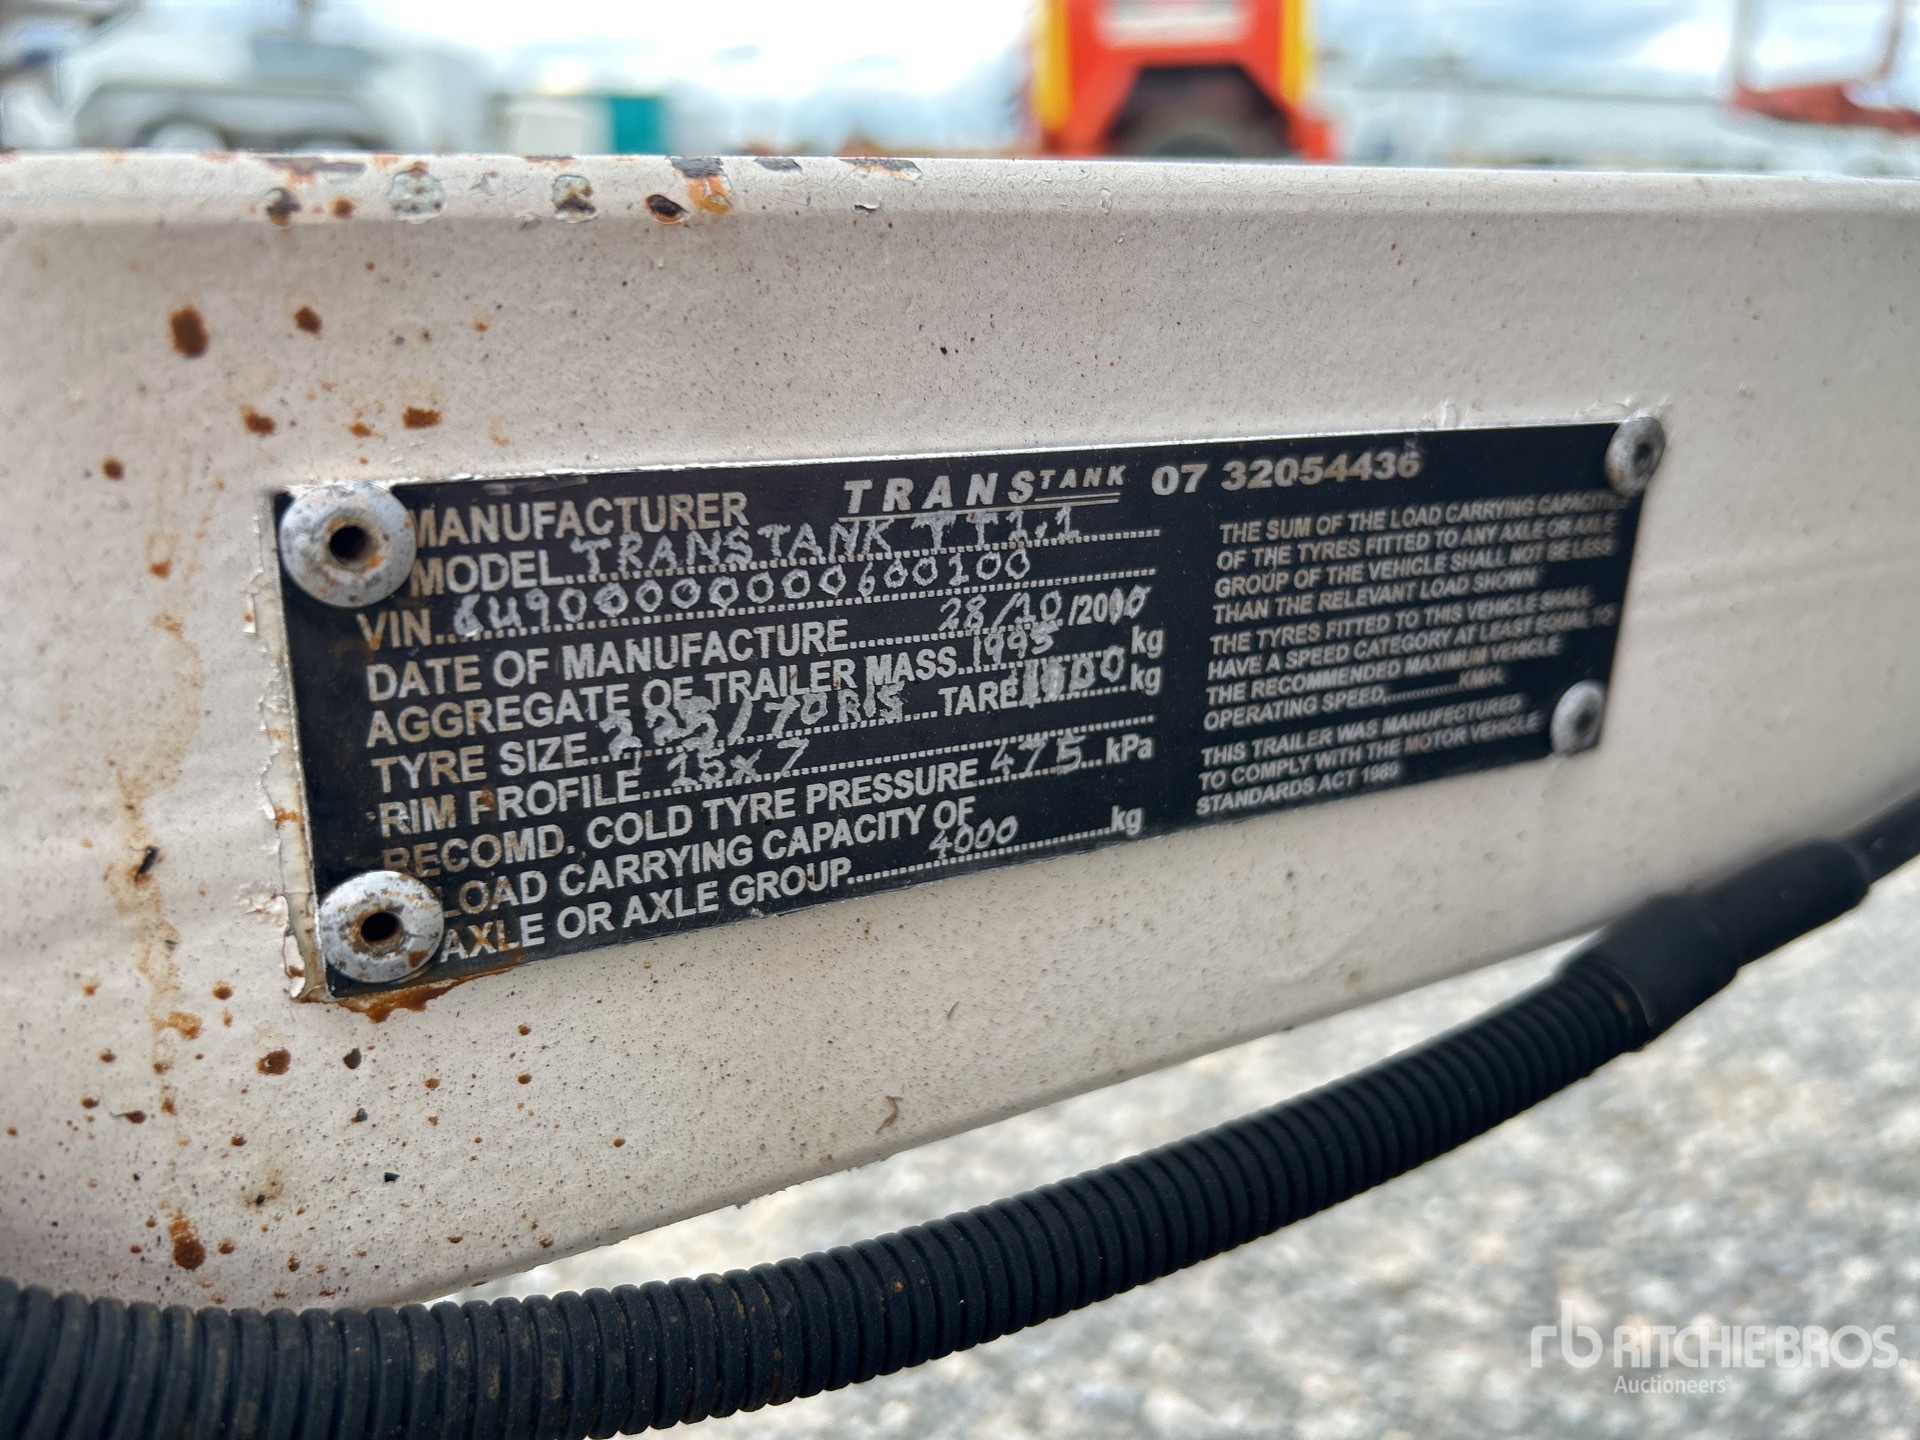 MANUFACTURER TRANSTANK 07 32054436
MODEL TRANSTANK TT1.1
VIN 6U90000000600100
DATE OF MANUFACTURE 28/10/2010
AGGREGATE OF TRAILER MASS 1995 kg
TYRE SIZE 225/70R15 TARE kg
RIM PROFILE 15x7
RECOMD. COLD TYRE PRESSURE 475 kPa
LOAD CARRYING CAPACITY OF
AXLE OR AXLE GROUP 4000 kg
THE SUM OF THE LOAD CARRYING CAPACITIES
OF THE TYRES FITTED TO ANY AXLE OR AXLE
GROUP OF THE VEHICLE SHALL NOT BE LESS
THAN THE RELEVANT LOAD SHOWN
THE TYRES FITTED TO THIS VEHICLE SHALL
HAVE A SPEED CATEGORY AT LEAST EQUAL TO
THE RECOMMENDED MAXIMUM VEHICLE
OPERATING SPEED, KM/H.
THIS TRAILER WAS MANUFACTURED
TO COMPLY WITH THE MOTOR VEHICLE
STANDARDS ACT 1989
rb RITCHIE BROS.
Auctioneers